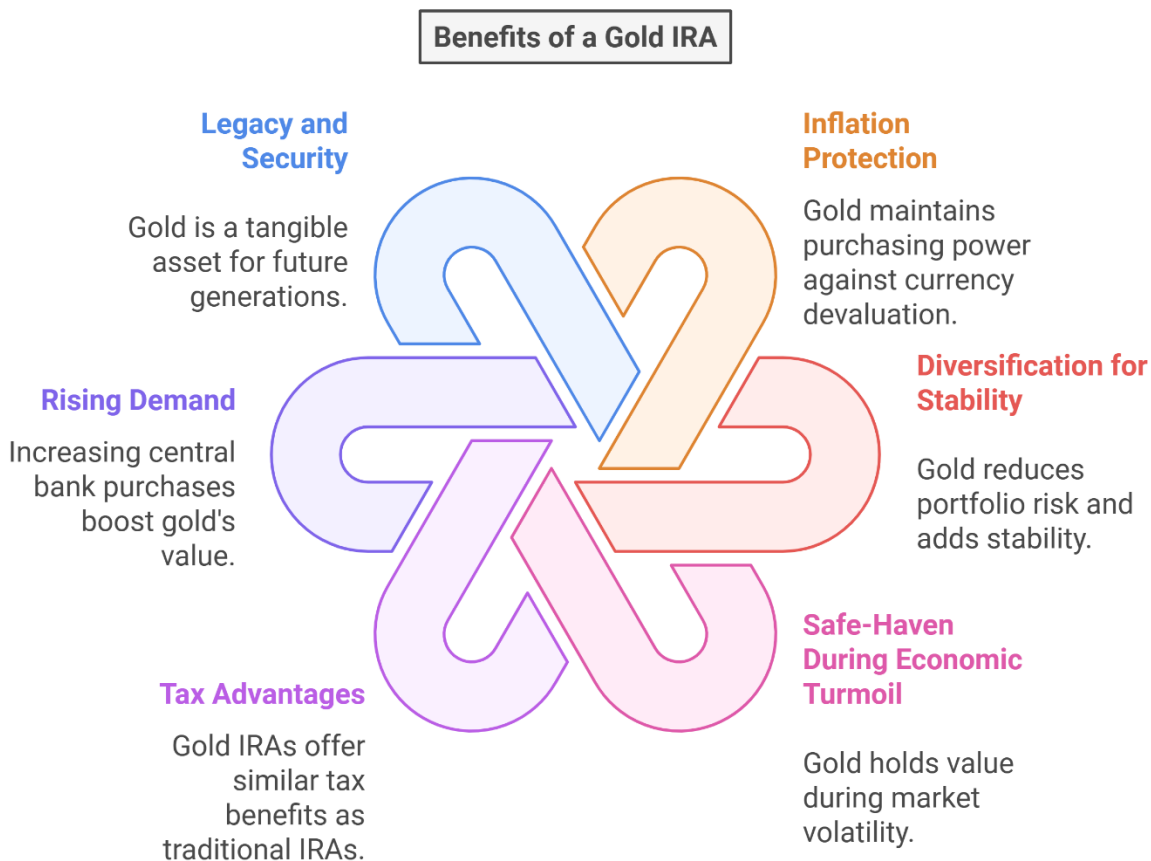 Benefits of a Gold IRA
Legacy and
Security
Gold is a tangible
asset for future
generations.
Inflation
Protection
Gold maintains
purchasing power
against currency
devaluation.
Rising Demand
Increasing central
bank purchases
boost gold's
value.
Diversification for
Stability
Gold reduces
portfolio risk and
adds stability.
Tax Advantages
Gold IRAs offer
similar tax
benefits as
traditional IRAs.
Safe-Haven
During Economic
Turmoil
Gold holds value
during market
volatility.